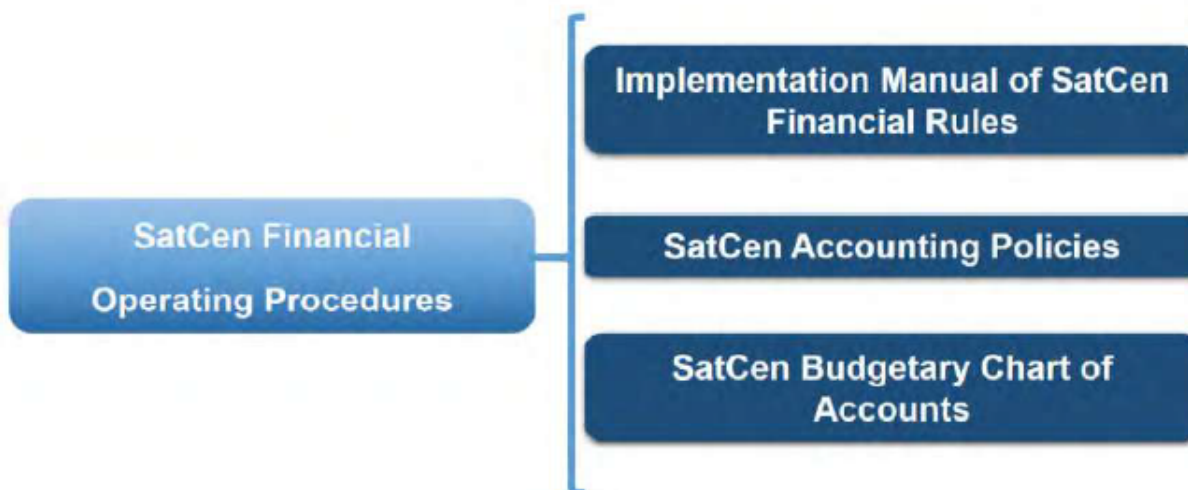 SatCen Financial
Operating Procedures
Implementation Manual of SatCen
Financial Rules
SatCen Accounting Policies
SatCen Budgetary Chart of
Accounts